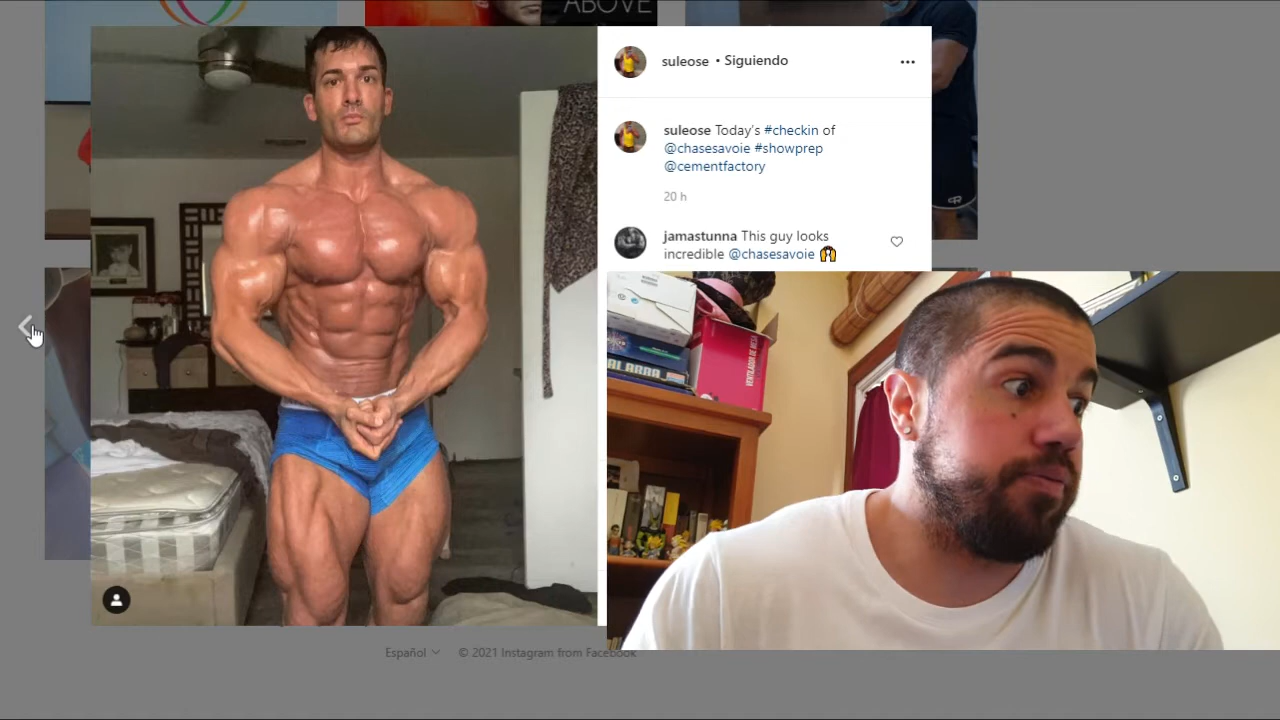 ABOVE
suleose • Siguiendo
suleose Today's #checkin of
@chasesavoie #showprep
@cementfactory
20 h
jamastunna This guy looks
incredible @chasesavoie
VENTILADOR DE MESA
Español
© 2021 Instagram from Facebook